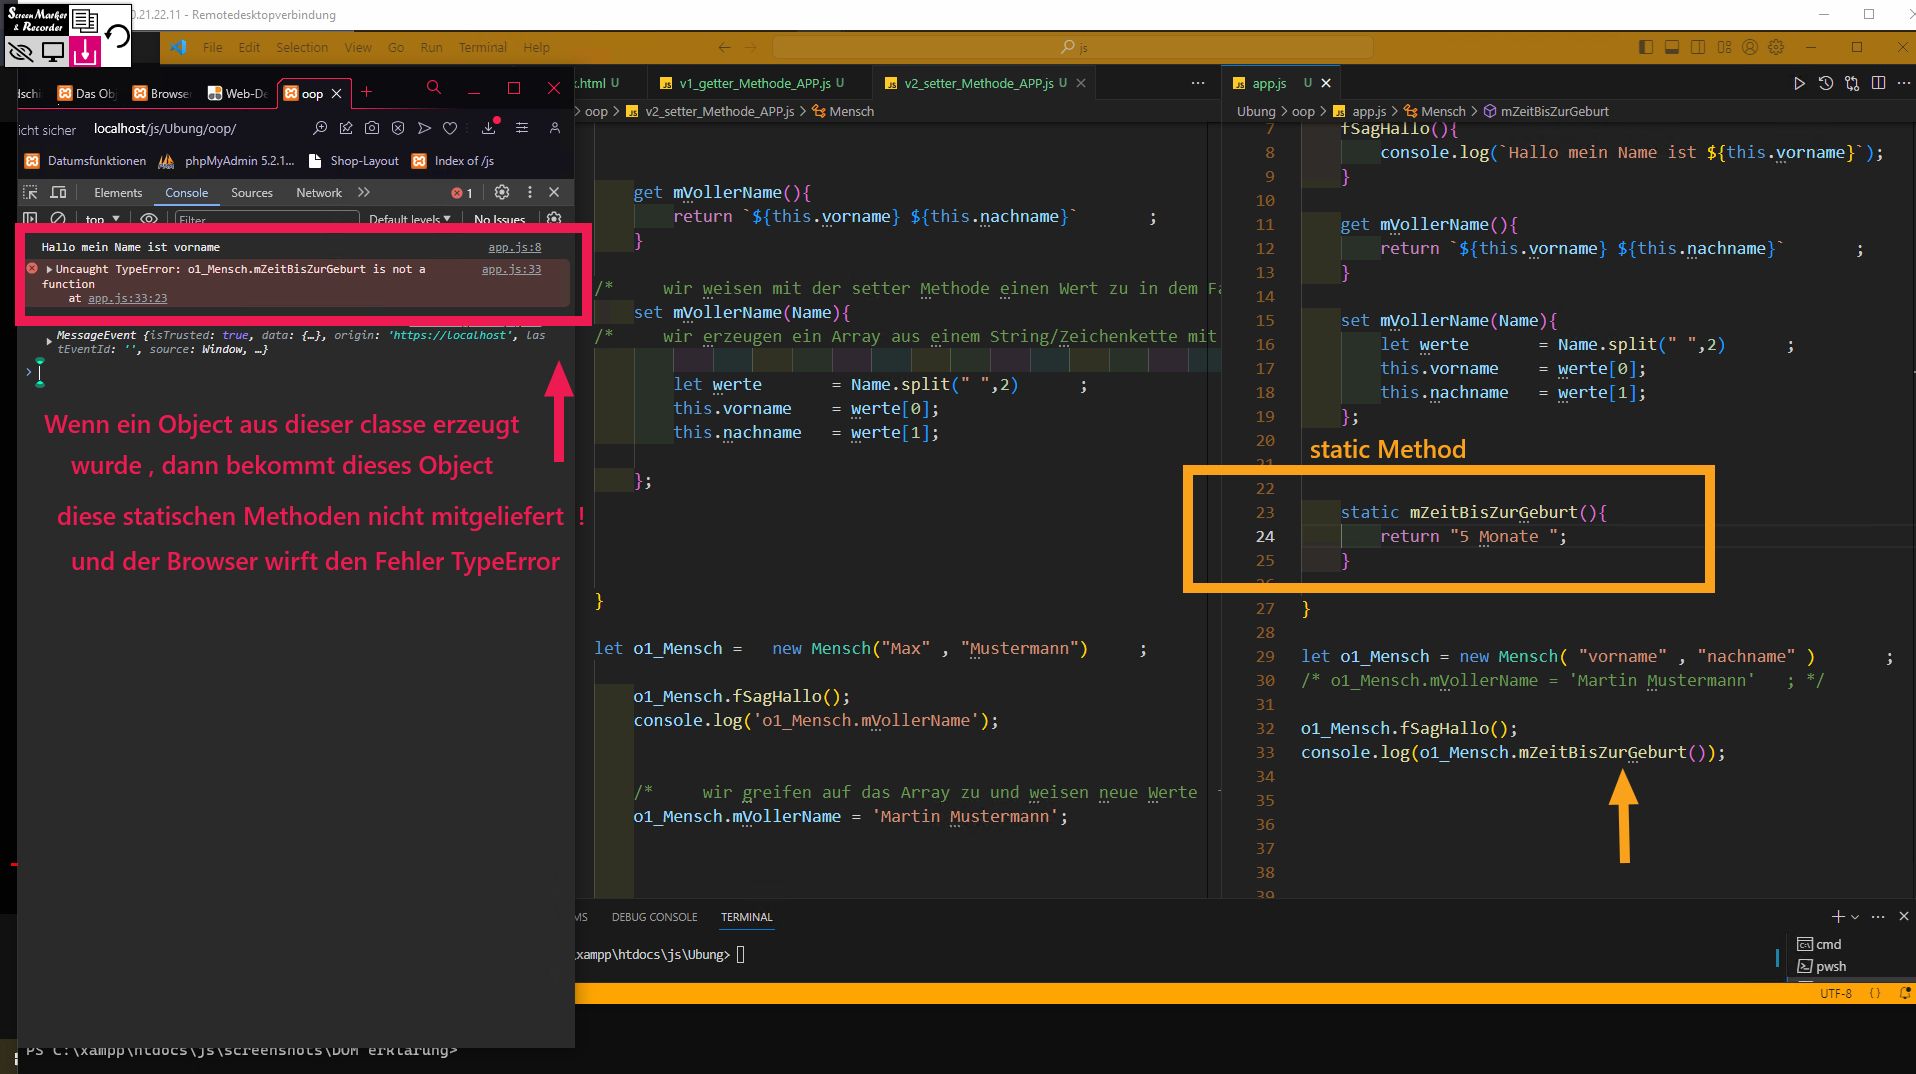 Screen Marker
& Recorder
0.21.22.11 - Remotedesktopverbindung
File Edit Selection View Go Run Terminal Help
js
dschi Das Obj Browser Web-De oop
icht sicher localhost/js/Ubung/oop/
Datumsfunktionen phpMyAdmin 5.2.1... Shop-Layout Index of /js
Elements Console Sources Network 1
top Filter Default levels No Issues
Hallo mein Name ist vorname app.js:8
Uncaught TypeError: o1_Mensch.mZeitBisZurGeburt is not a app.js:33
function
at app.js:33:23
MessageEvent {isTrusted: true, data: {…}, origin: 'https://localhost', las
tEventId: '', source: Window, …}
Wenn ein Object aus dieser classe erzeugt
wurde , dann bekommt dieses Object
diese statischen Methoden nicht mitgeliefert !
und der Browser wirft den Fehler TypeError
.html U v1_getter_Methode_APP.js U v2_setter_Methode_APP.js U
oop > v2_setter_Methode_APP.js > Mensch
get mVollerName(){
return `${this.vorname} ${this.nachname}` ;
}
/* wir weisen mit der setter Methode einen Wert zu in dem Fa
set mVollerName(Name){
/* wir erzeugen ein Array aus einem String/Zeichenkette mit
let werte = Name.split(" ",2) ;
this.vorname = werte[0];
this.nachname = werte[1];
};
}
let o1_Mensch = new Mensch("Max" , "Mustermann") ;
o1_Mensch.fSagHallo();
console.log('o1_Mensch.mVollerName');
/* wir greifen auf das Array zu und weisen neue Werte
o1_Mensch.mVollerName = 'Martin Mustermann';
app.js U
Ubung > oop > app.js > Mensch > mZeitBisZurGeburt
7 fSagHallo(){
8 console.log(`Hallo mein Name ist ${this.vorname}`);
9 }
10
11 get mVollerName(){
12 return `${this.vorname} ${this.nachname}` ;
13 }
14
15 set mVollerName(Name){
16 let werte = Name.split(" ",2) ;
17 this.vorname = werte[0];
18 this.nachname = werte[1];
19 };
20
static Method
21
22
23 static mZeitBisZurGeburt(){
24 return "5 Monate ";
25 }
26
27 }
28
29 let o1_Mensch = new Mensch( "vorname" , "nachname" ) ;
30 /* o1_Mensch.mVollerName = 'Martin Mustermann' ; */
31
32 o1_Mensch.fSagHallo();
33 console.log(o1_Mensch.mZeitBisZurGeburt());
34
35
36
37
38
39
MS DEBUG CONSOLE TERMINAL
xampp\htdocs\js\Ubung>
cmd
pwsh
UTF-8 { }
PS C:\xampp\htdocs\js\screenshots\DOM erklärung>